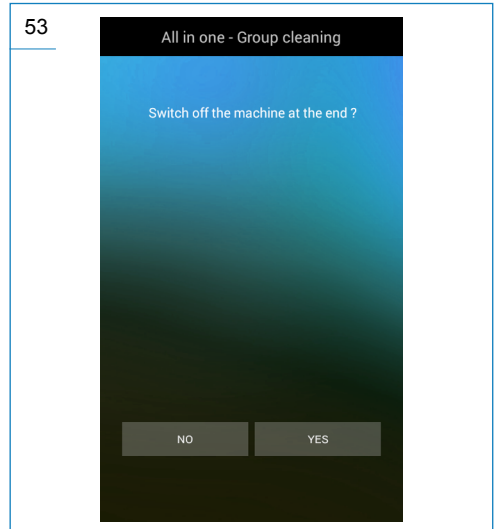 53
All in one - Group cleaning
Switch off the machine at the end ?
NO YES